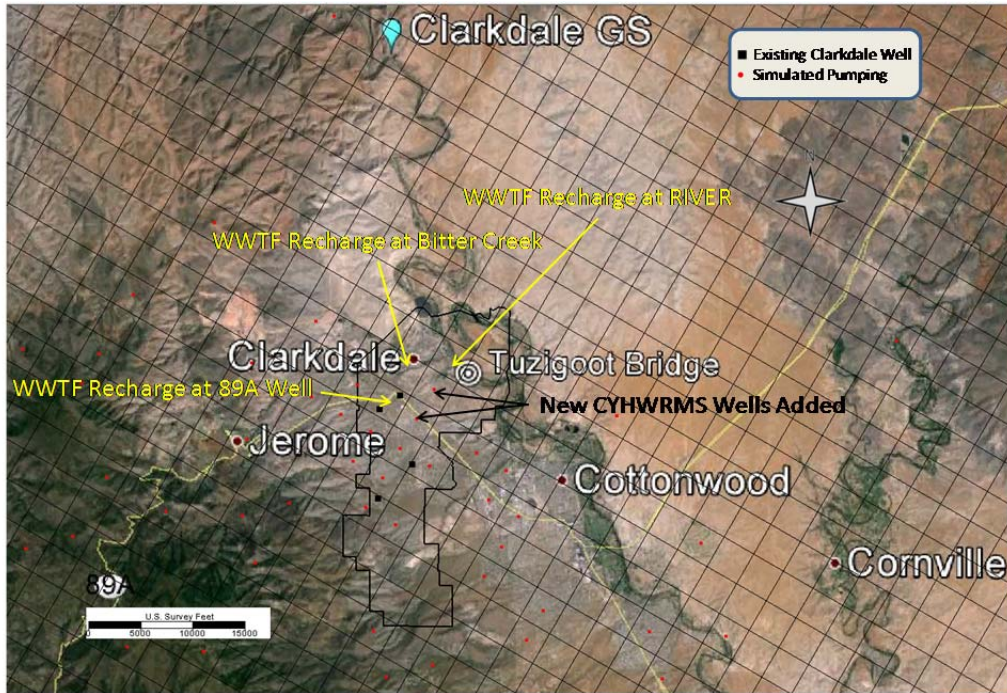 Clarkdale GS
Existing Clarkdale Well
Simulated Pumping
N
WWTF Recharge at RIVER
WWTF Recharge at Bitter Creek
Clarkdale
Tuzigoot Bridge
WWTF Recharge at 89A Well
New CYHWRMS Wells Added
Jerome
Cottonwood
Cornville
89A
U.S. Survey Feet
0 5000 10000 15000